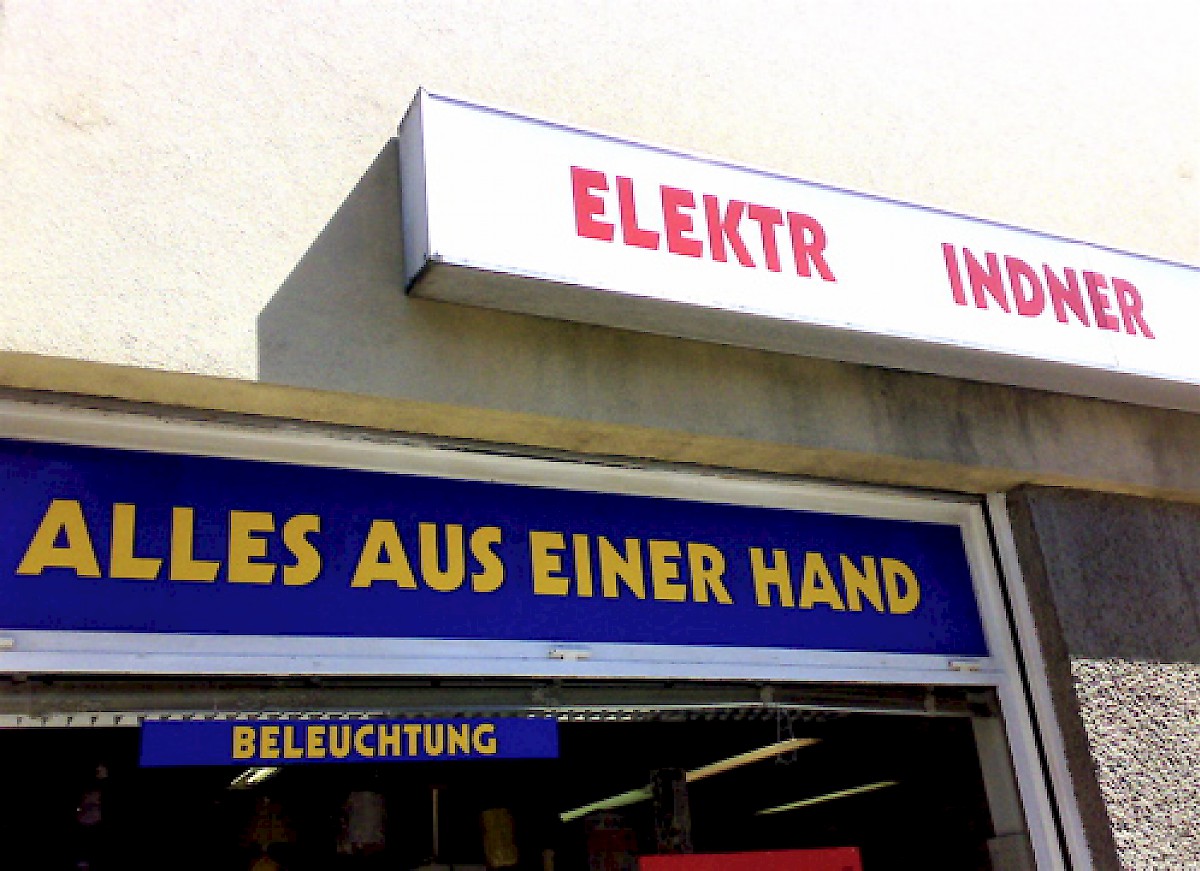 ELEKTR INDNER
ALLES AUS EINER HAND
BELEUCHTUNG